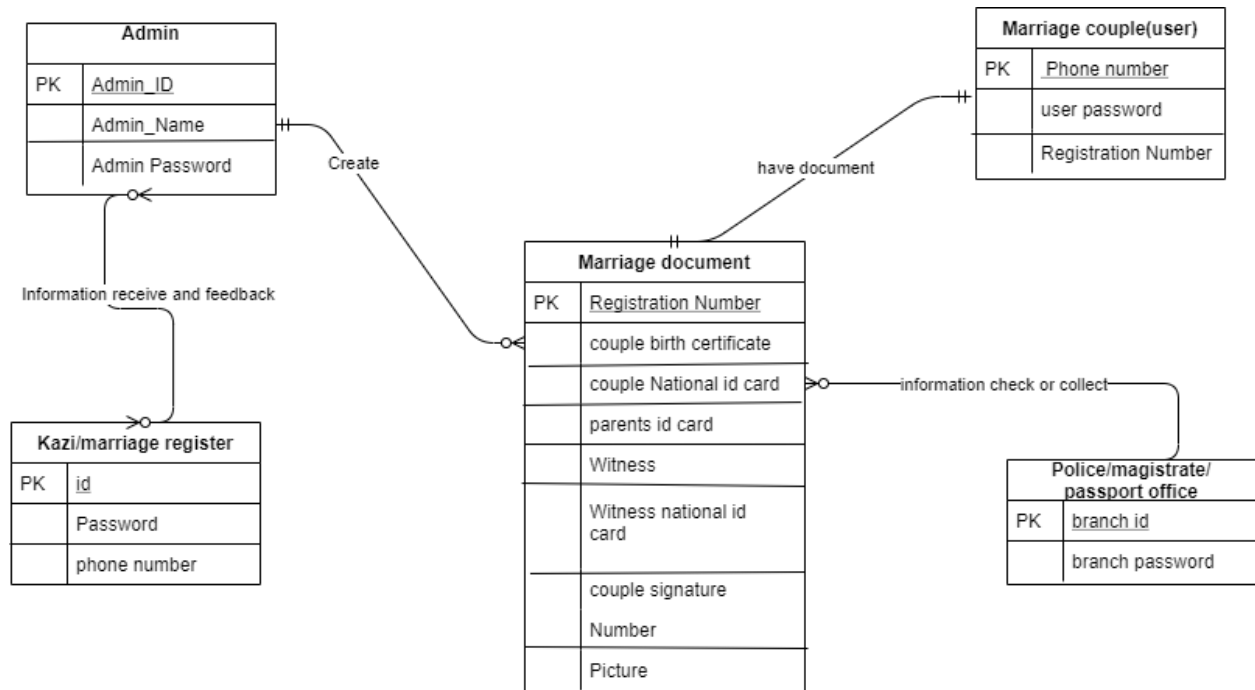 Admin
PK Admin_ID
Admin_Name
Admin Password
Marriage couple(user)
PK Phone number
user password
Registration Number
Create
have document
Information receive and feedback
Marriage document
PK Registration Number
couple birth certificate
couple National id card
parents id card
Witness
Witness national id
card
couple signature
Number
Picture
information check or collect
Kazi/marriage register
PK id
Password
phone number
Police/magistrate/
passport office
PK branch id
branch password